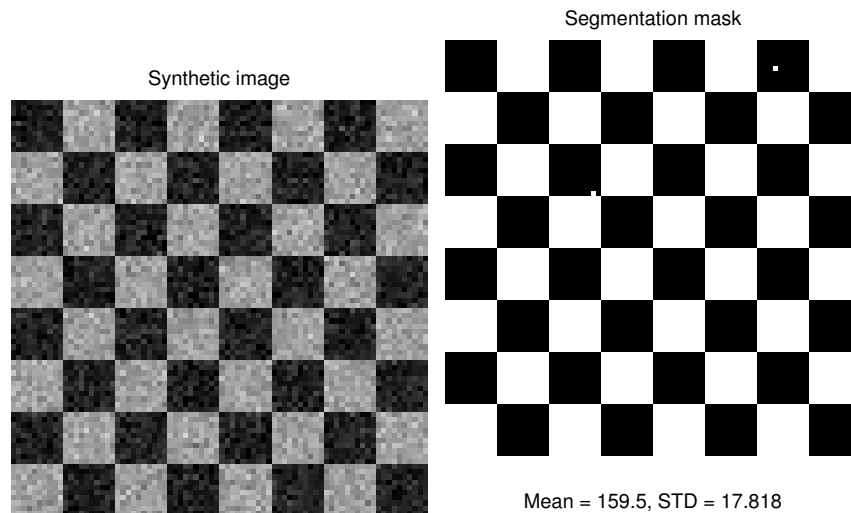 Segmentation mask
Synthetic image
Mean = 159.5, STD = 17.818